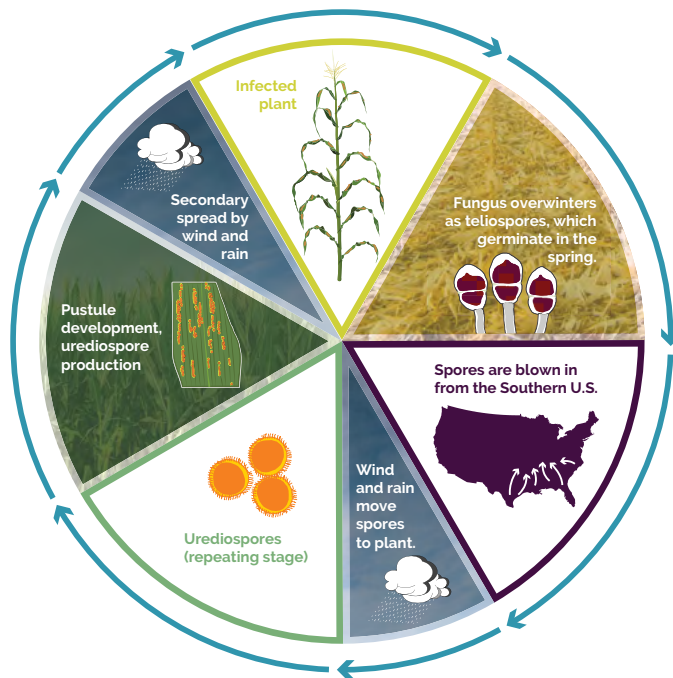 Infected
plant
Fungus overwinters
as teliospores, which
germinate in the
spring.
Spores are blown in
from the Southern U.S.
Wind
and rain
move
spores
to plant.
Urediospores
(repeating stage)
Pustule
development,
urediospore
production
Secondary
spread by
wind and
rain